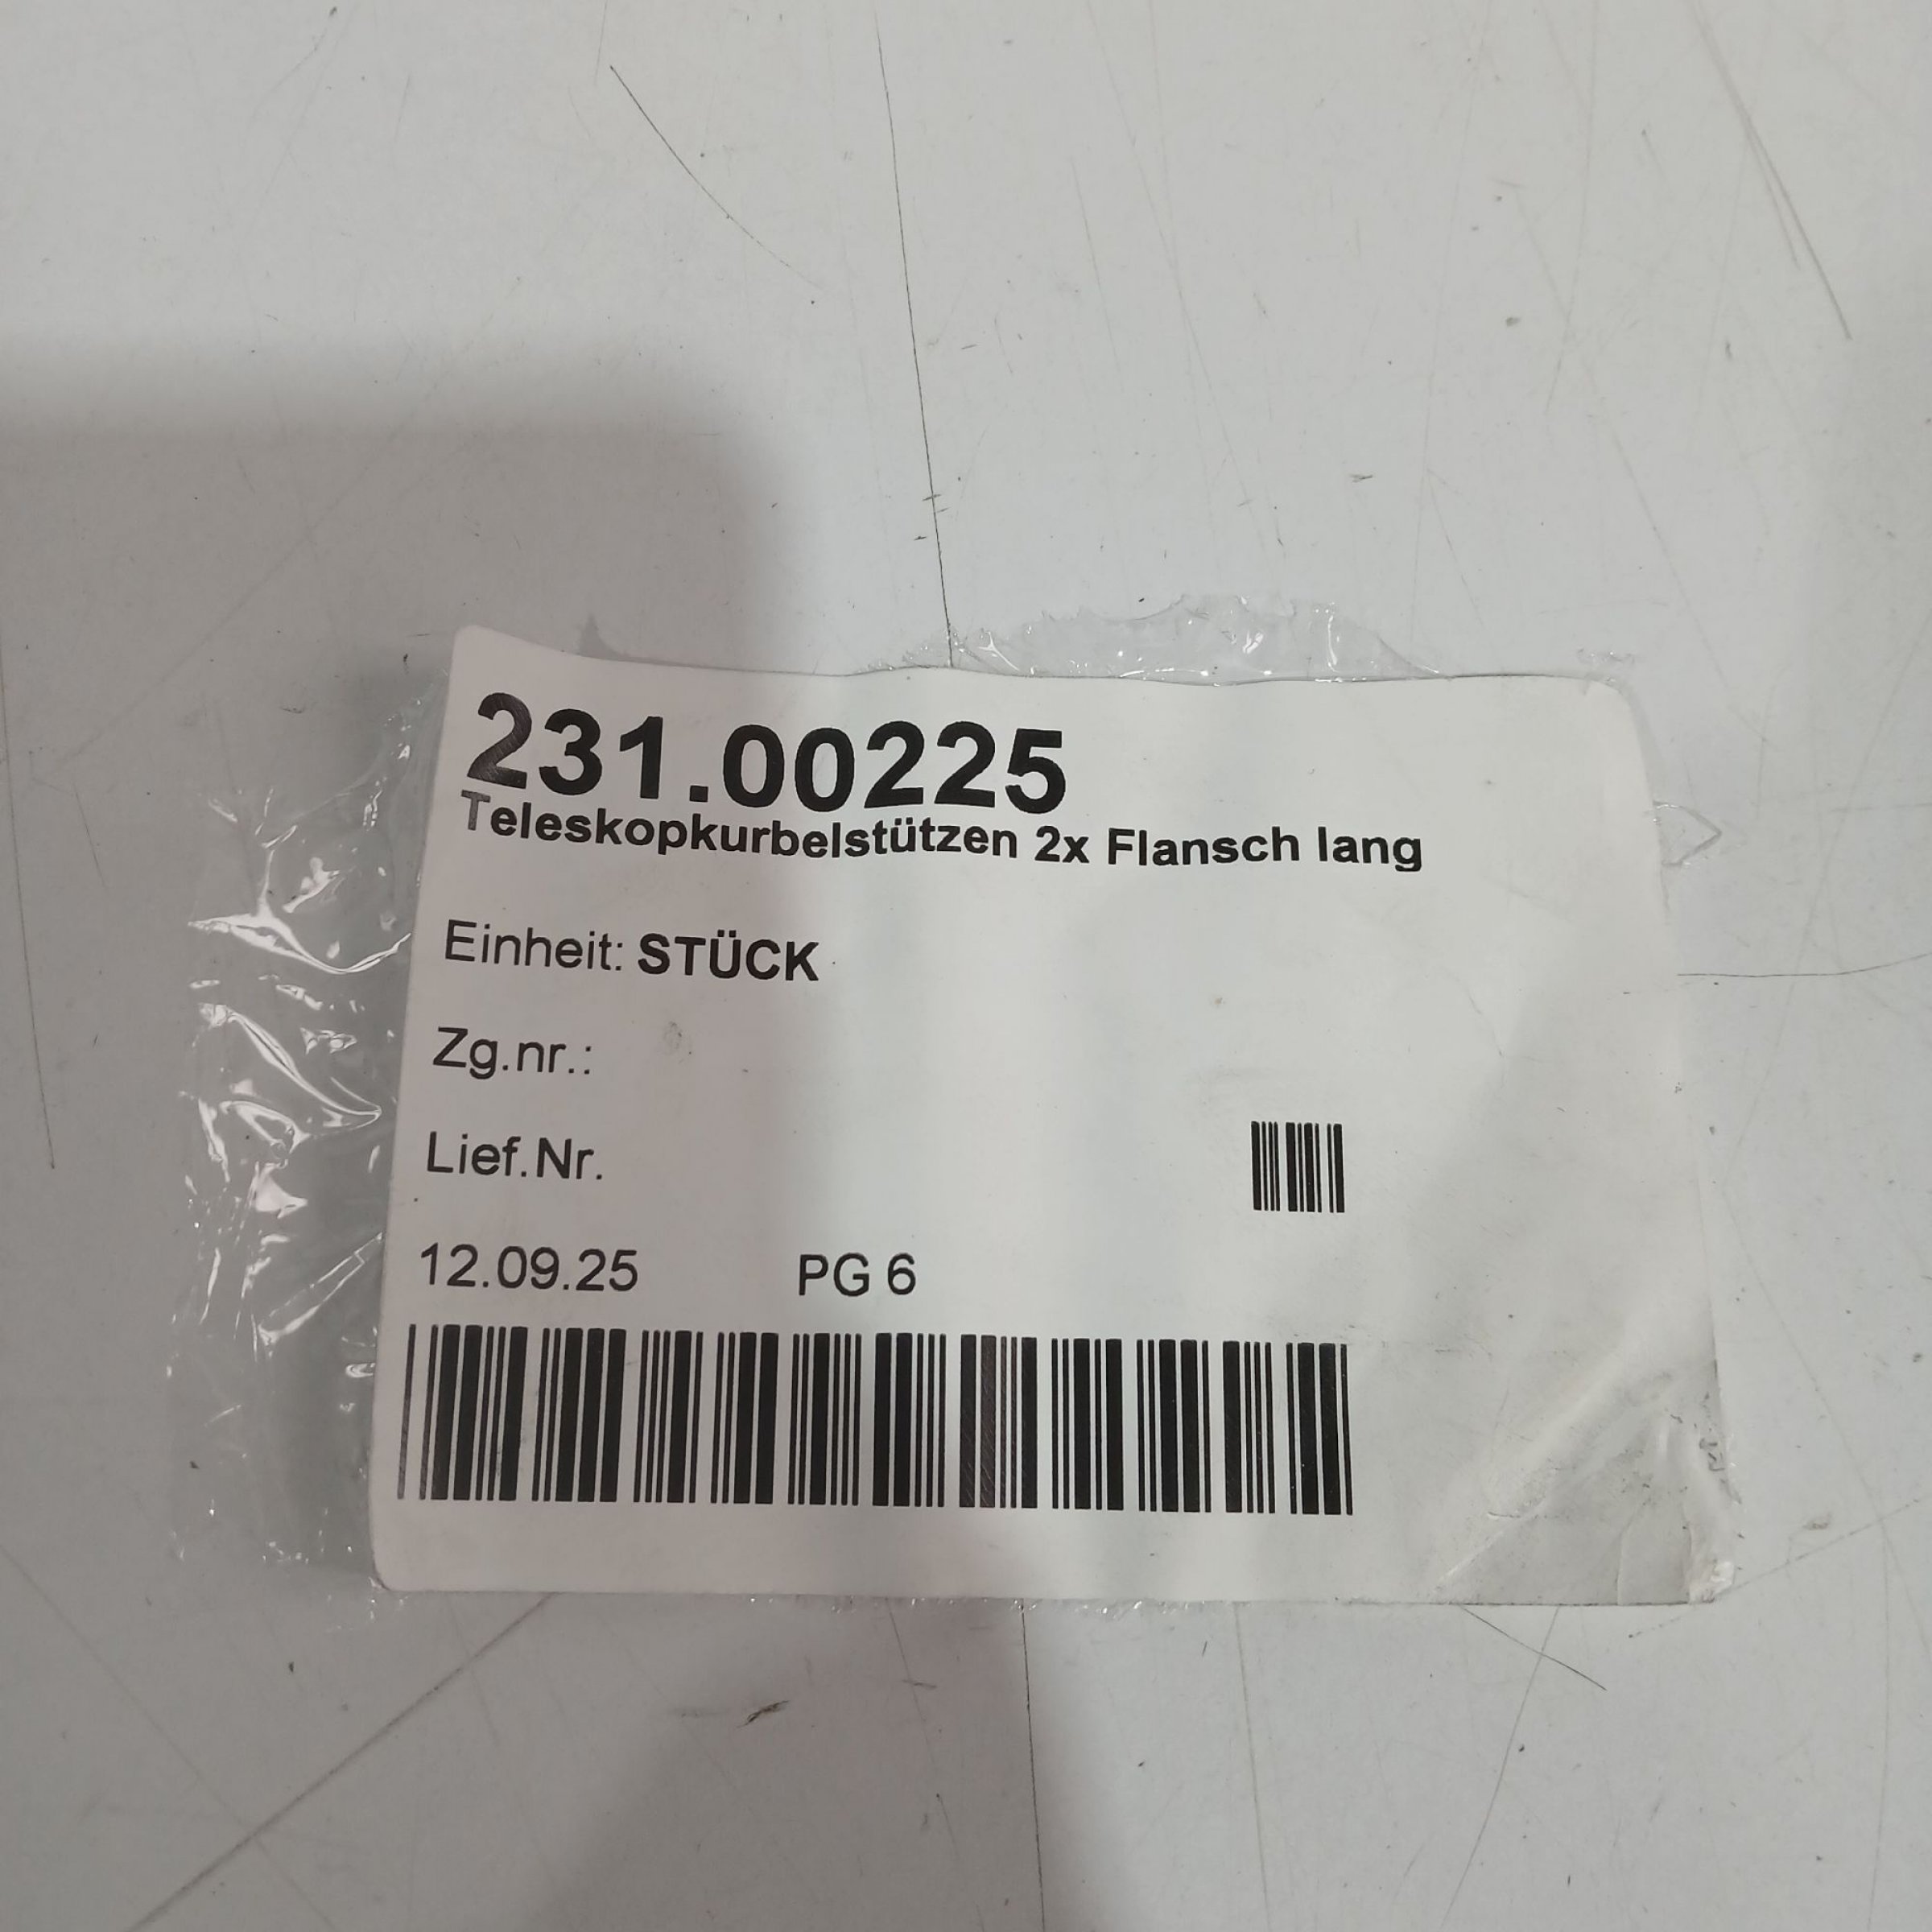 231.00225
Teleskopkurbelstützen 2x Flansch lang
Einheit: STÜCK
Zg.nr.:
Lief.Nr.
12.09.25 PG 6